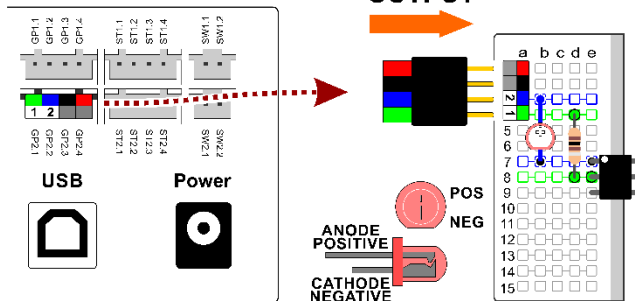 OUTPUT
GP1.1 GP1.2 GP1.3 GP1.4 ST1.1 ST1.2 ST1.3 ST1.4 SW1.1 SW1.2
1 2
GP2.1 GP2.2 GP2.3 GP2.4 ST2.1 ST2.2 ST2.3 ST2.4 SW2.1 SW2.2
USB Power
a b c d e
2
1
5
6
7
8
9
10
11
12
13
14
15
POS
NEG
ANODE
POSITIVE
CATHODE
NEGATIVE